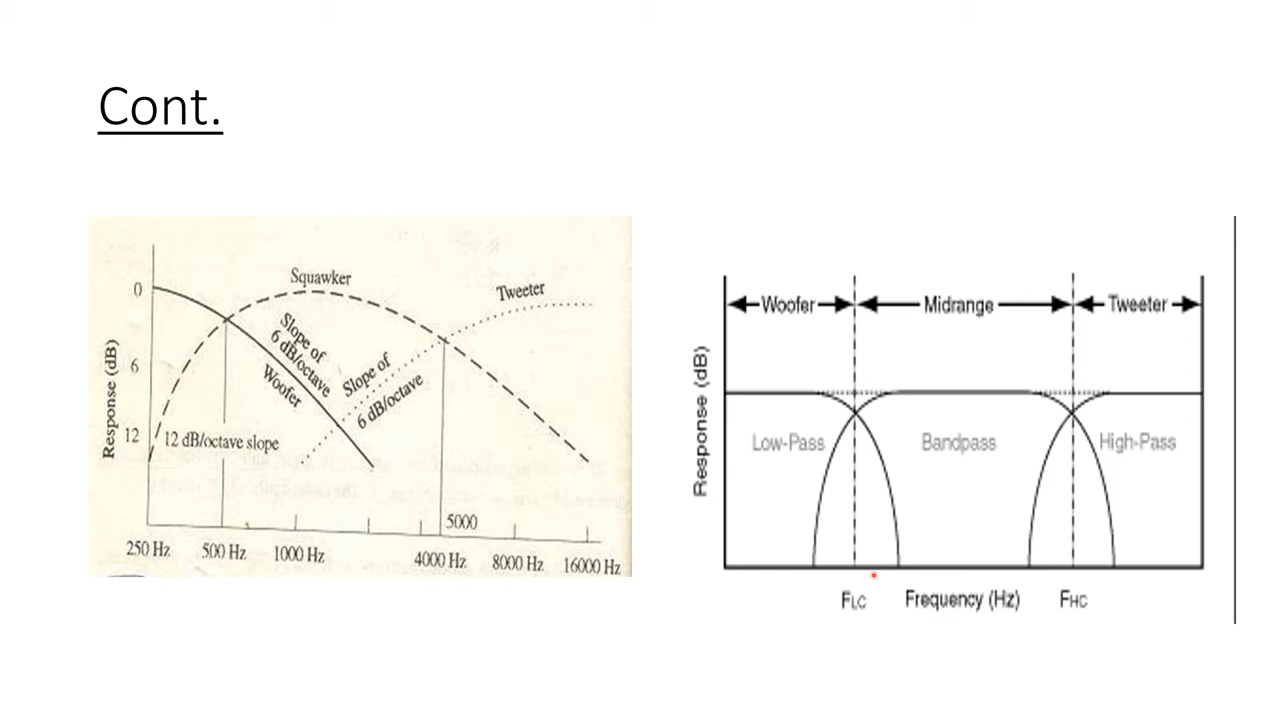 Cont.
Squawker
Tweeter
0
Slope of
6 dB/octave
Woofer
Slope of
6 dB/octave
6
12
12 dB/octave slope
Response (dB)
5000
250 Hz 500 Hz 1000 Hz 4000 Hz 8000 Hz 16000 Hz
Woofer Midrange Tweeter
Response (dB)
Low-Pass Bandpass High-Pass
FLC Frequency (Hz) FHC